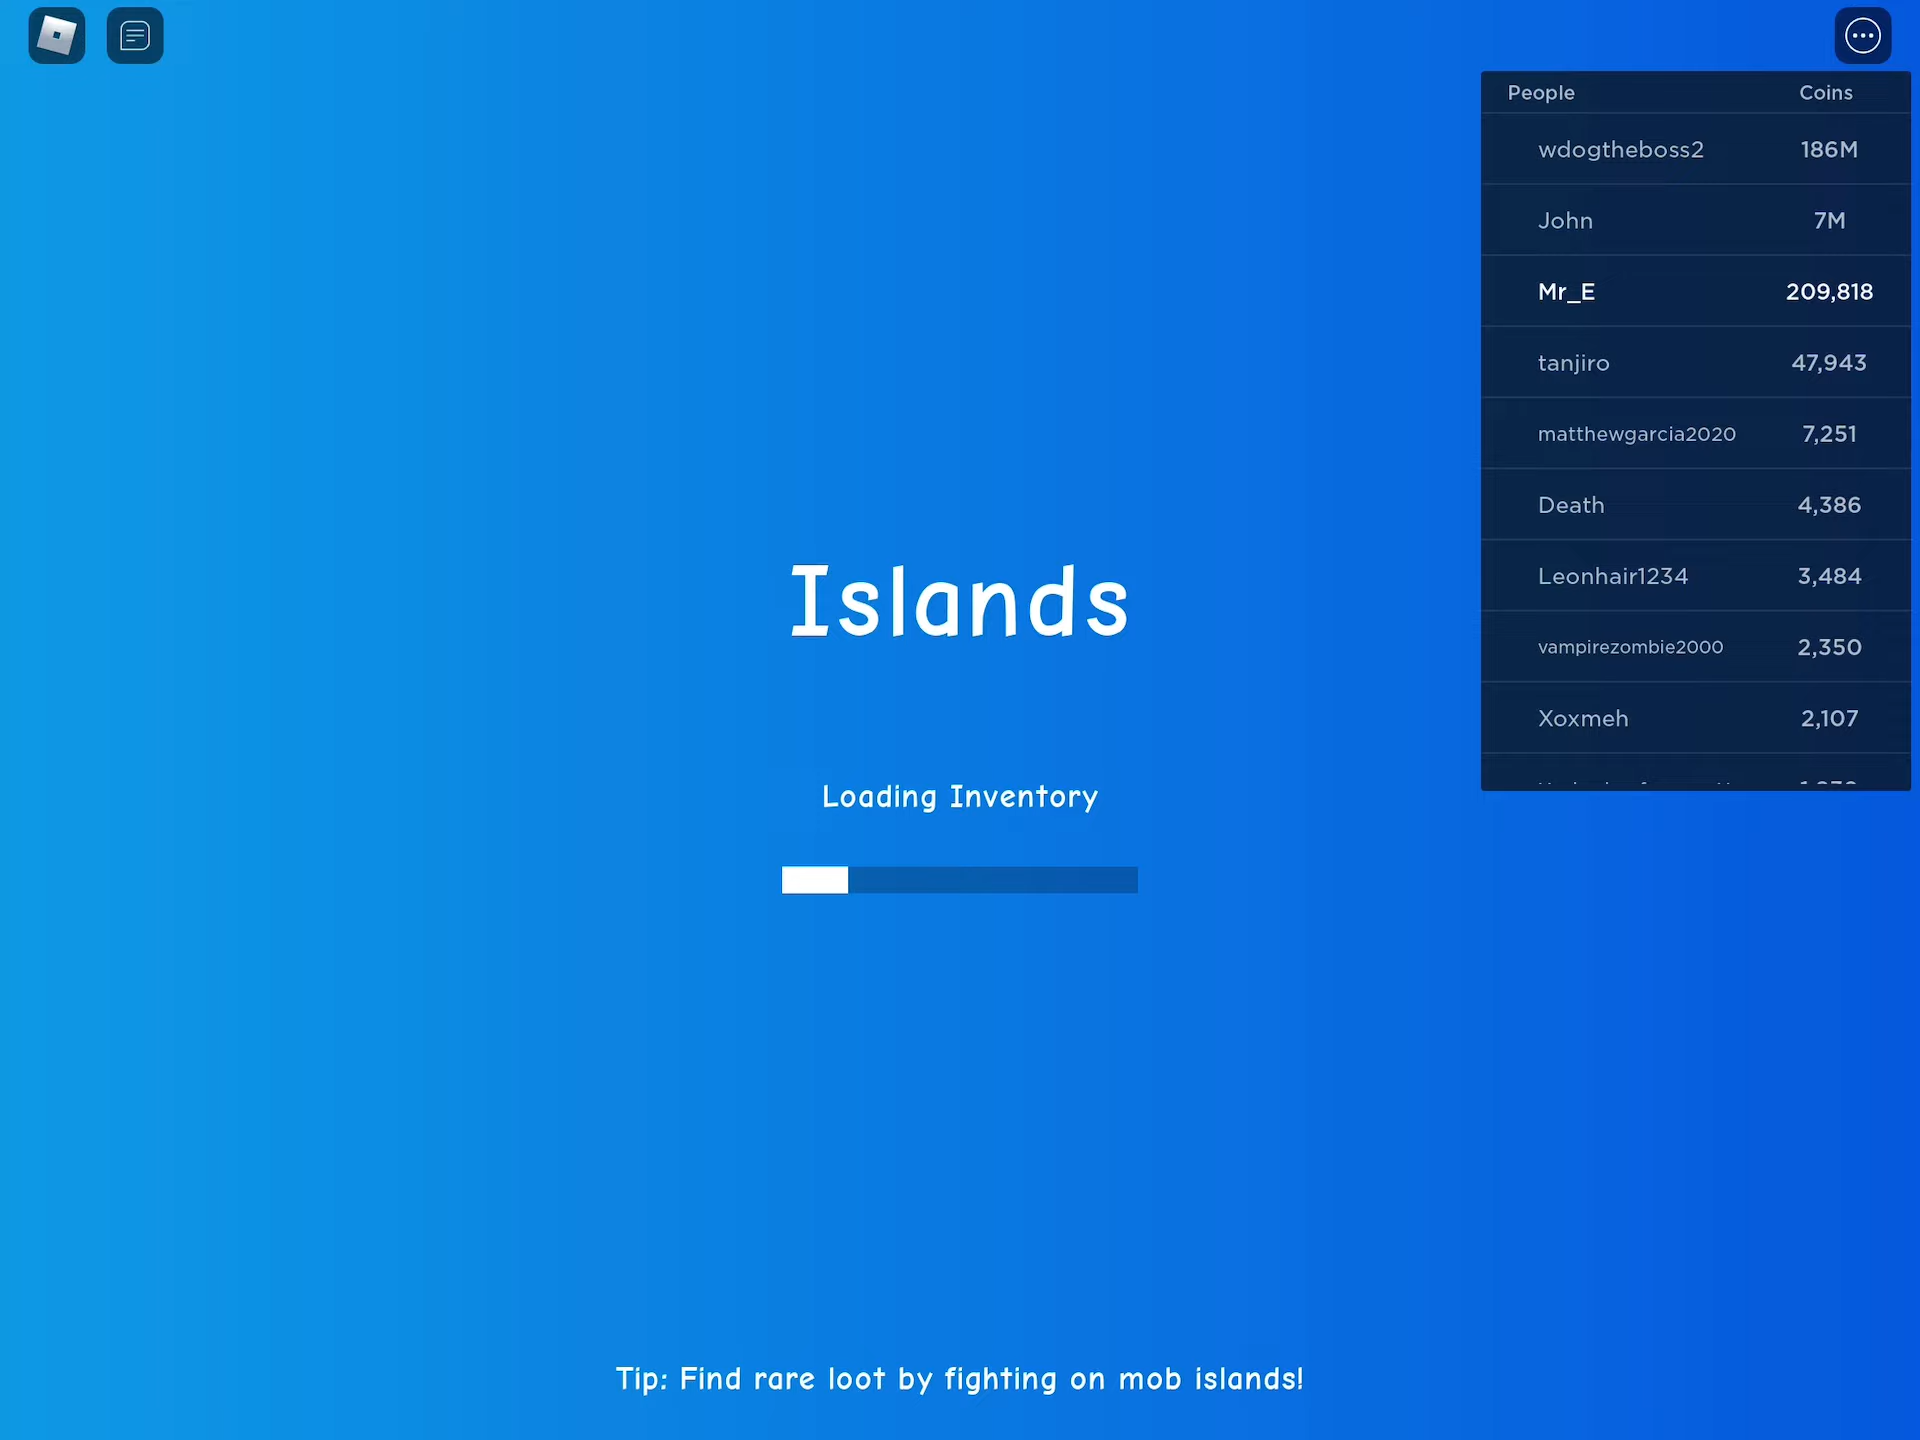 People Coins
wdogtheboss2 186M
John 7M
Mr_E 209,818
tanjiro 47,943
matthewgarcia2020 7,251
Death 4,386
Leonhair1234 3,484
vampirezombie2000 2,350
Xoxmeh 2,107
Islands
Loading Inventory
Tip: Find rare loot by fighting on mob islands!